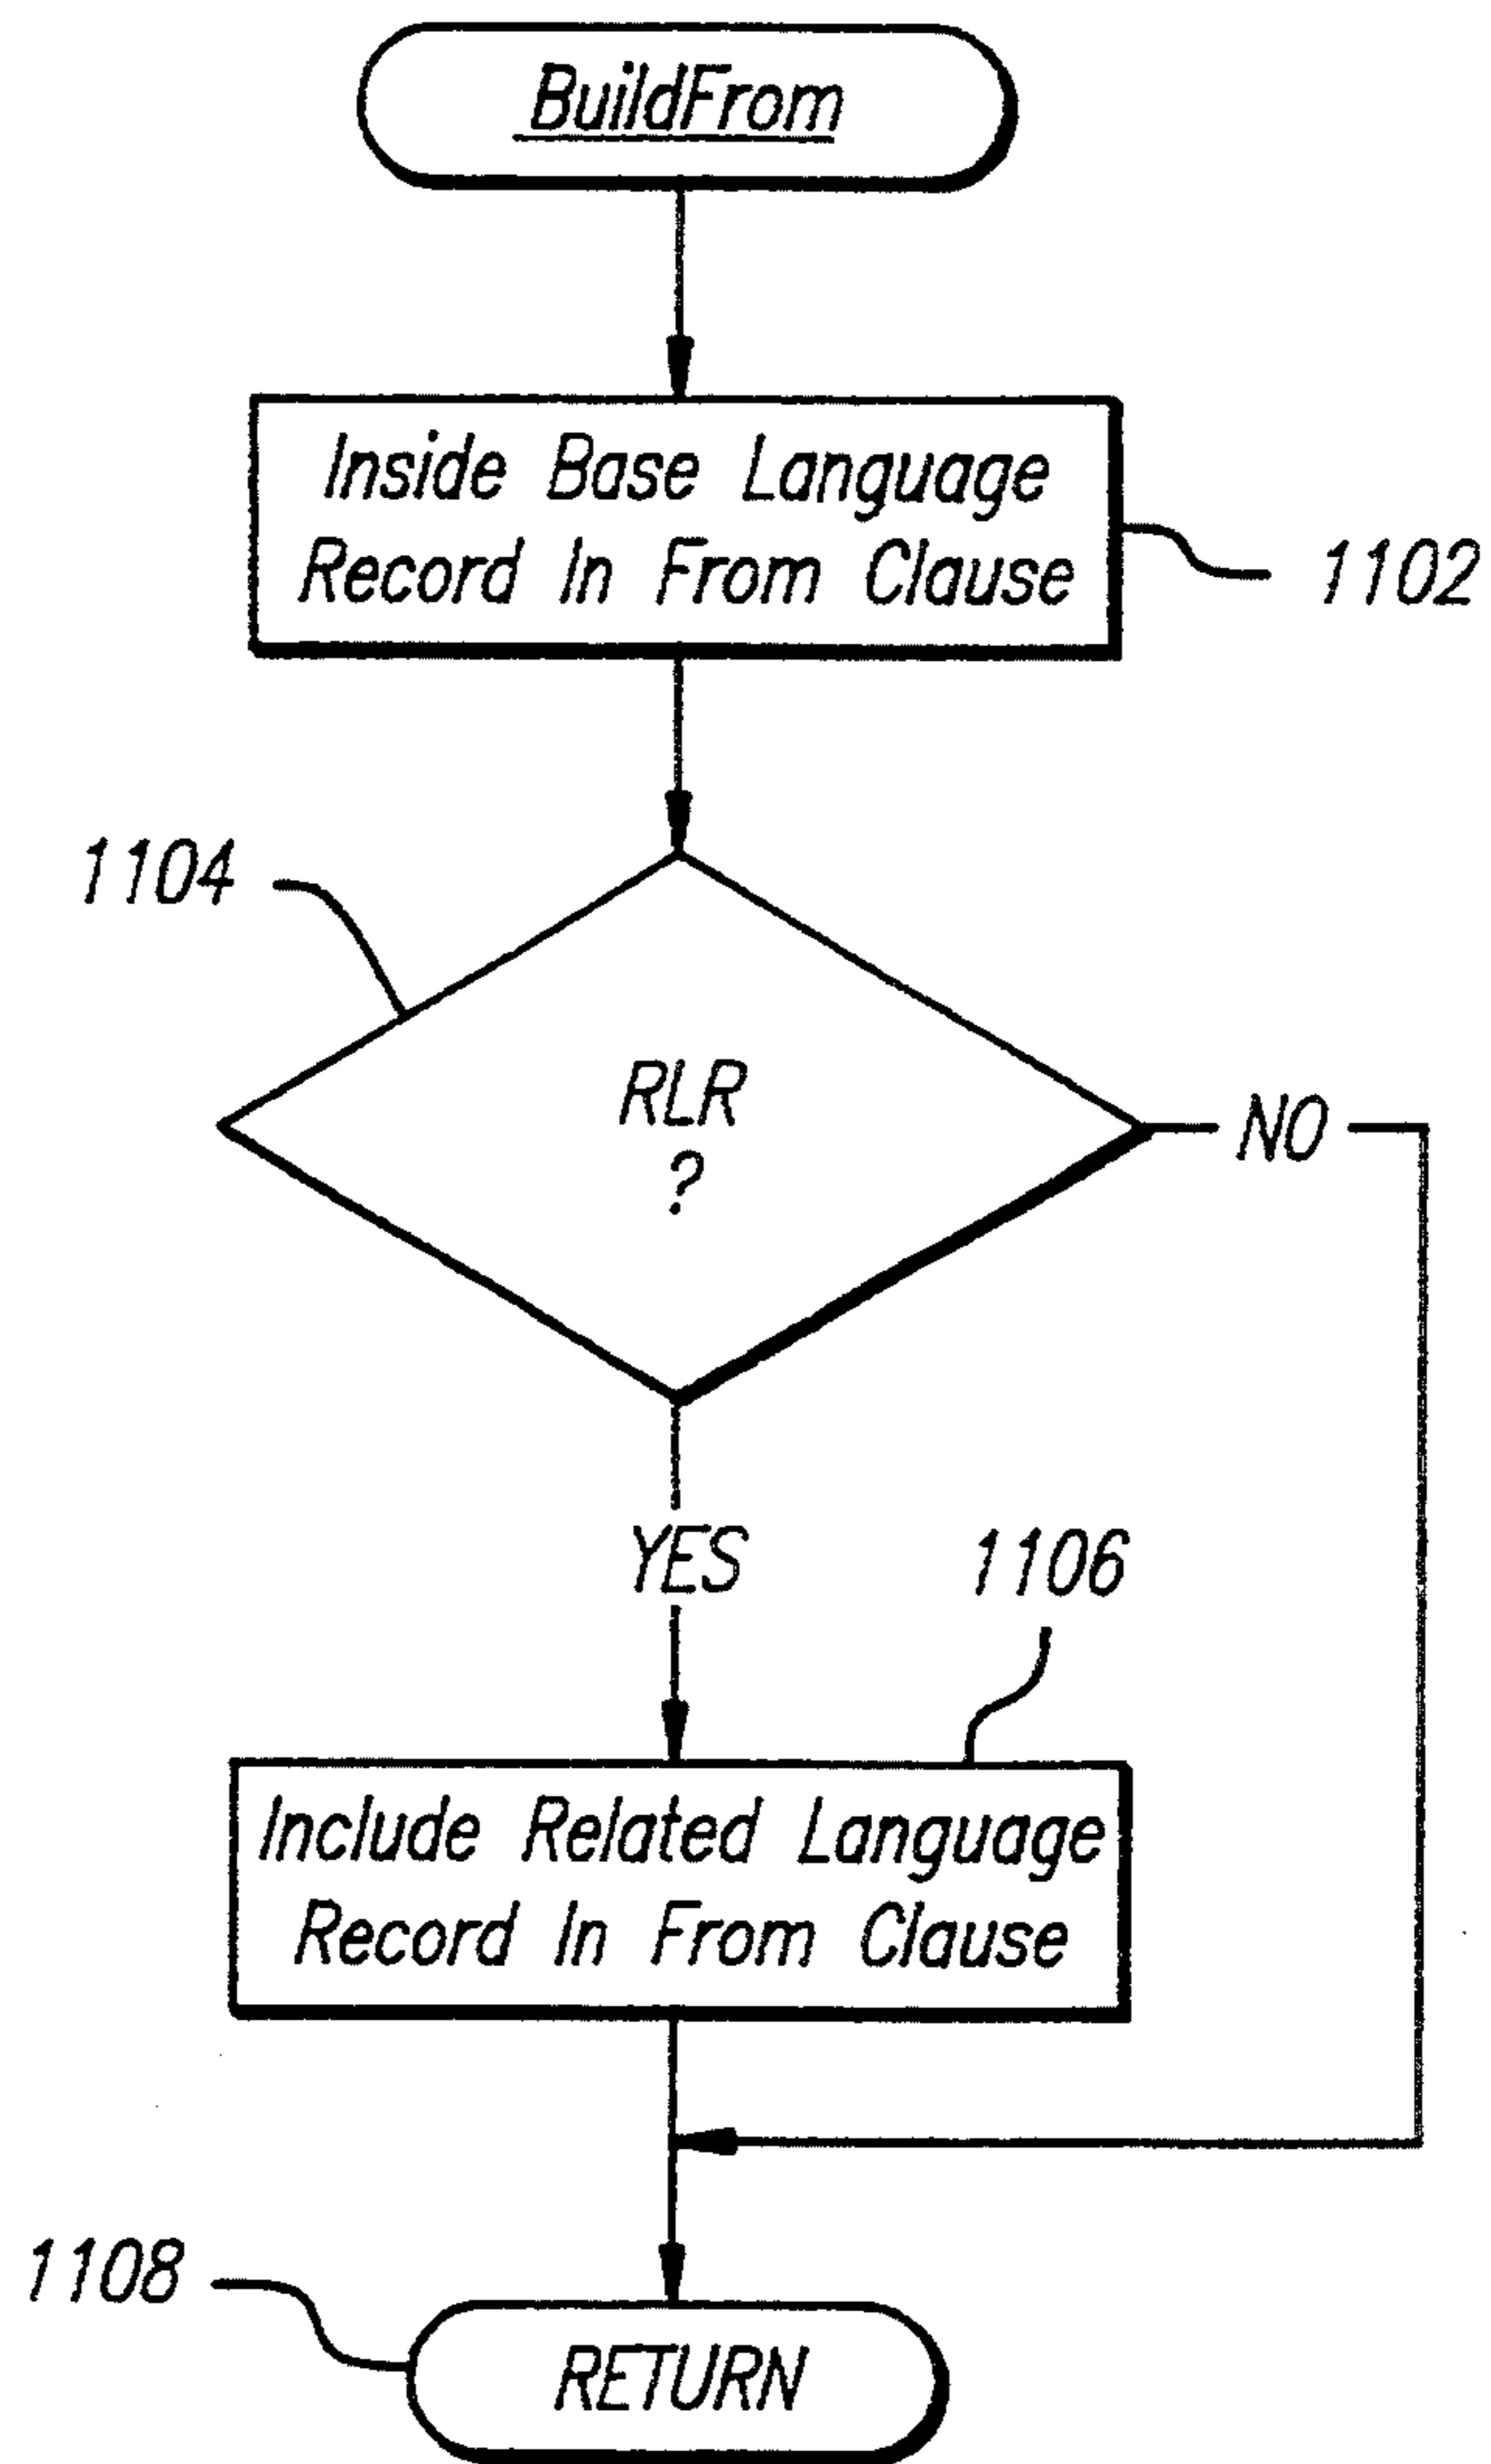 BuildFrom
Inside Base Language
Record In From Clause
1102
1104
RLR
?
NO
YES
1106
Include Related Language
Record In From Clause
1108
RETURN